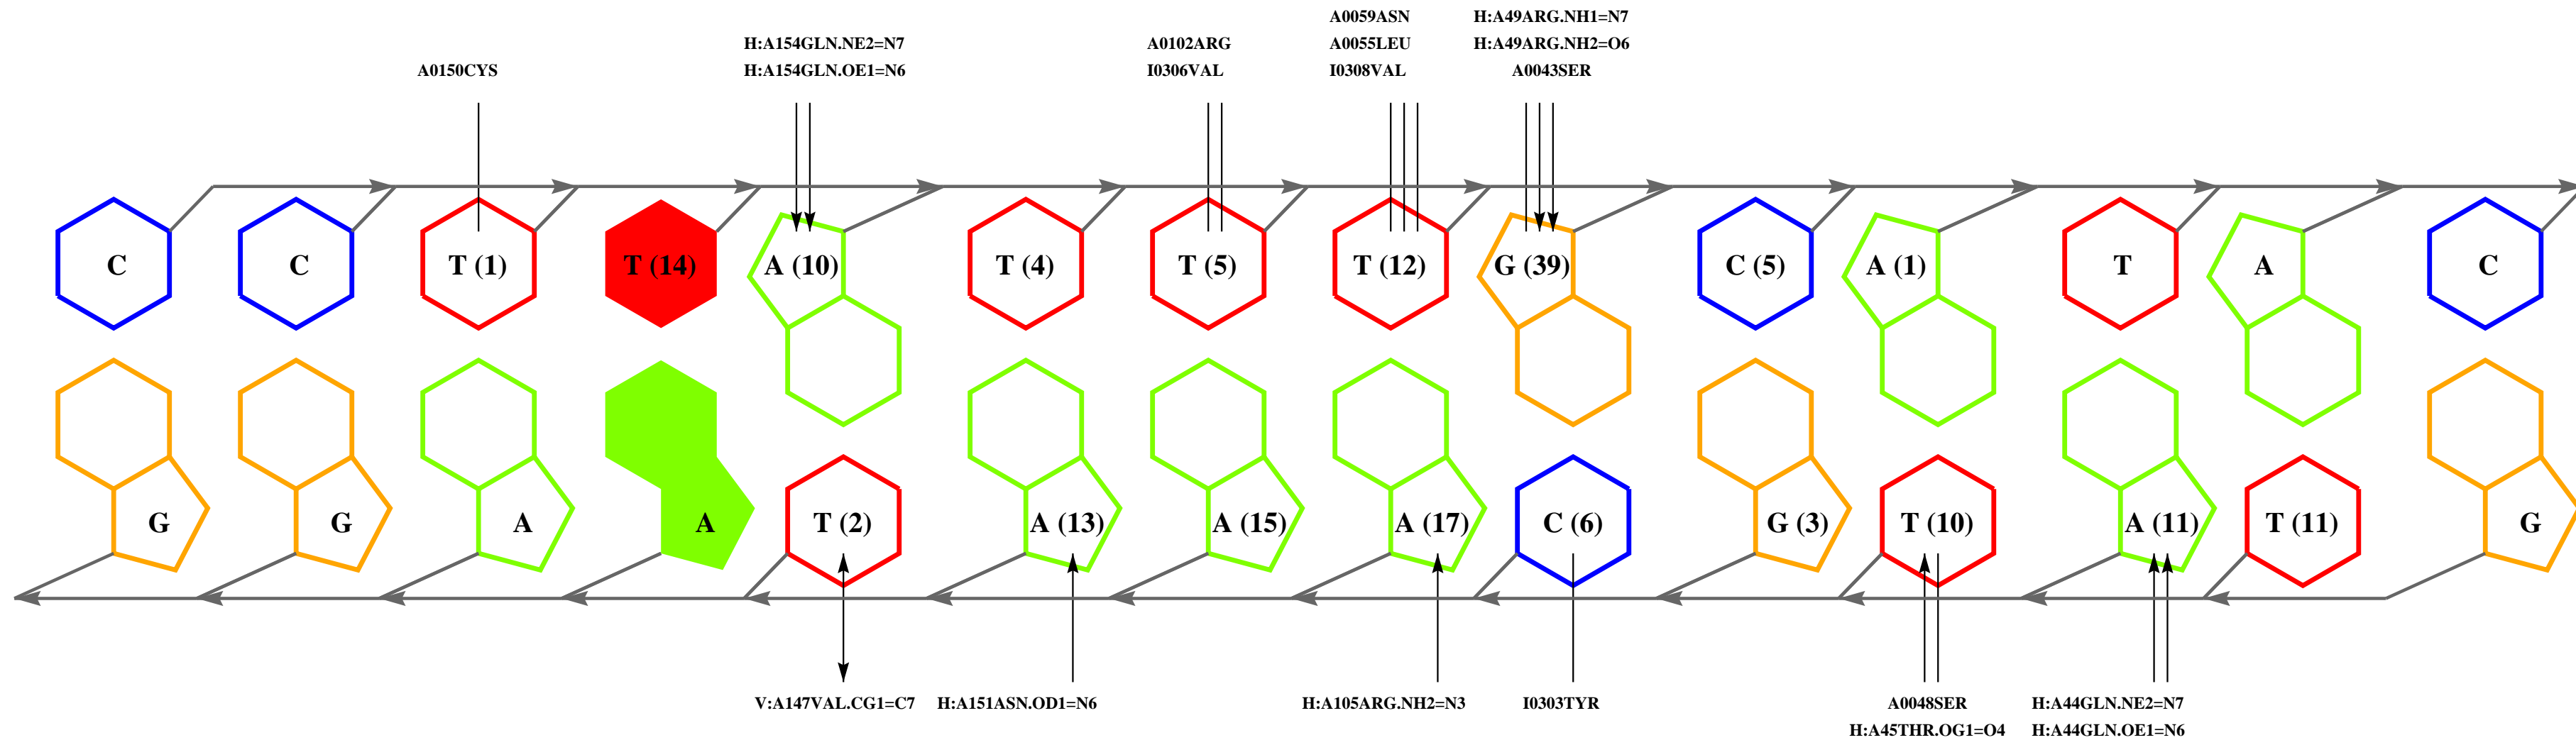 A0059ASN H:A49ARG.NH1=N7
H:A154GLN.NE2=N7 A0102ARG A0055LEU H:A49ARG.NH2=O6
A0150CYS H:A154GLN.OE1=N6 I0306VAL I0308VAL A0043SER
C C T (1) T (14) A (10) T (4) T (5) T (12) G (39) C (5) A (1) T A C
G G A A T (2) A (13) A (15) A (17) C (6) G (3) T (10) A (11) T (11) G
V:A147VAL.CG1=C7 H:A151ASN.OD1=N6 H:A105ARG.NH2=N3 I0303TYR A0048SER H:A44GLN.NE2=N7
H:A45THR.OG1=O4 H:A44GLN.OE1=N6